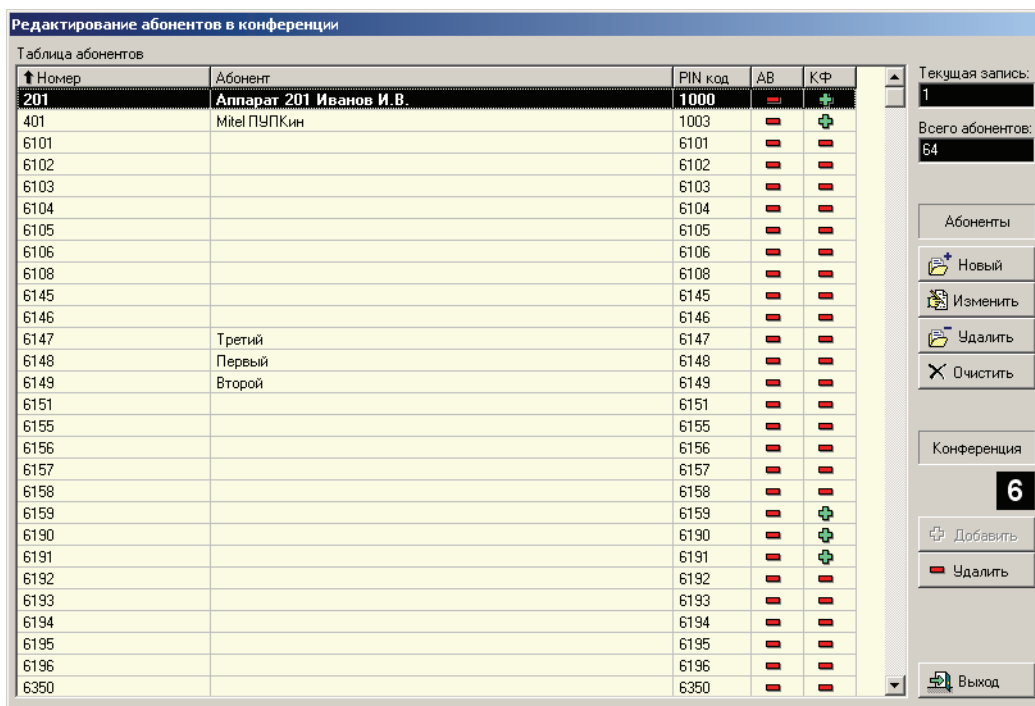 Редактирование абонентов в конференции
Таблица абонентов
Номер Абонент PIN код АВ КФ
201 Аппарат 201 Иванов И.В. 1000
401 Mitel ПУПКин 1003
6101 6101
6102 6102
6103 6103
6104 6104
6105 6105
6106 6106
6108 6108
6145 6145
6146 6146
6147 Третий 6147
6148 Первый 6148
6149 Второй 6149
6151 6151
6155 6155
6156 6156
6157 6157
6158 6158
6159 6159
6190 6190
6191 6191
6192 6192
6193 6193
6194 6194
6195 6195
6196 6196
6350 6350
Текущая запись:
1
Всего абонентов:
64
Абоненты
Новый
Изменить
Удалить
Очистить
Конференция
6
Добавить
Удалить
Выход